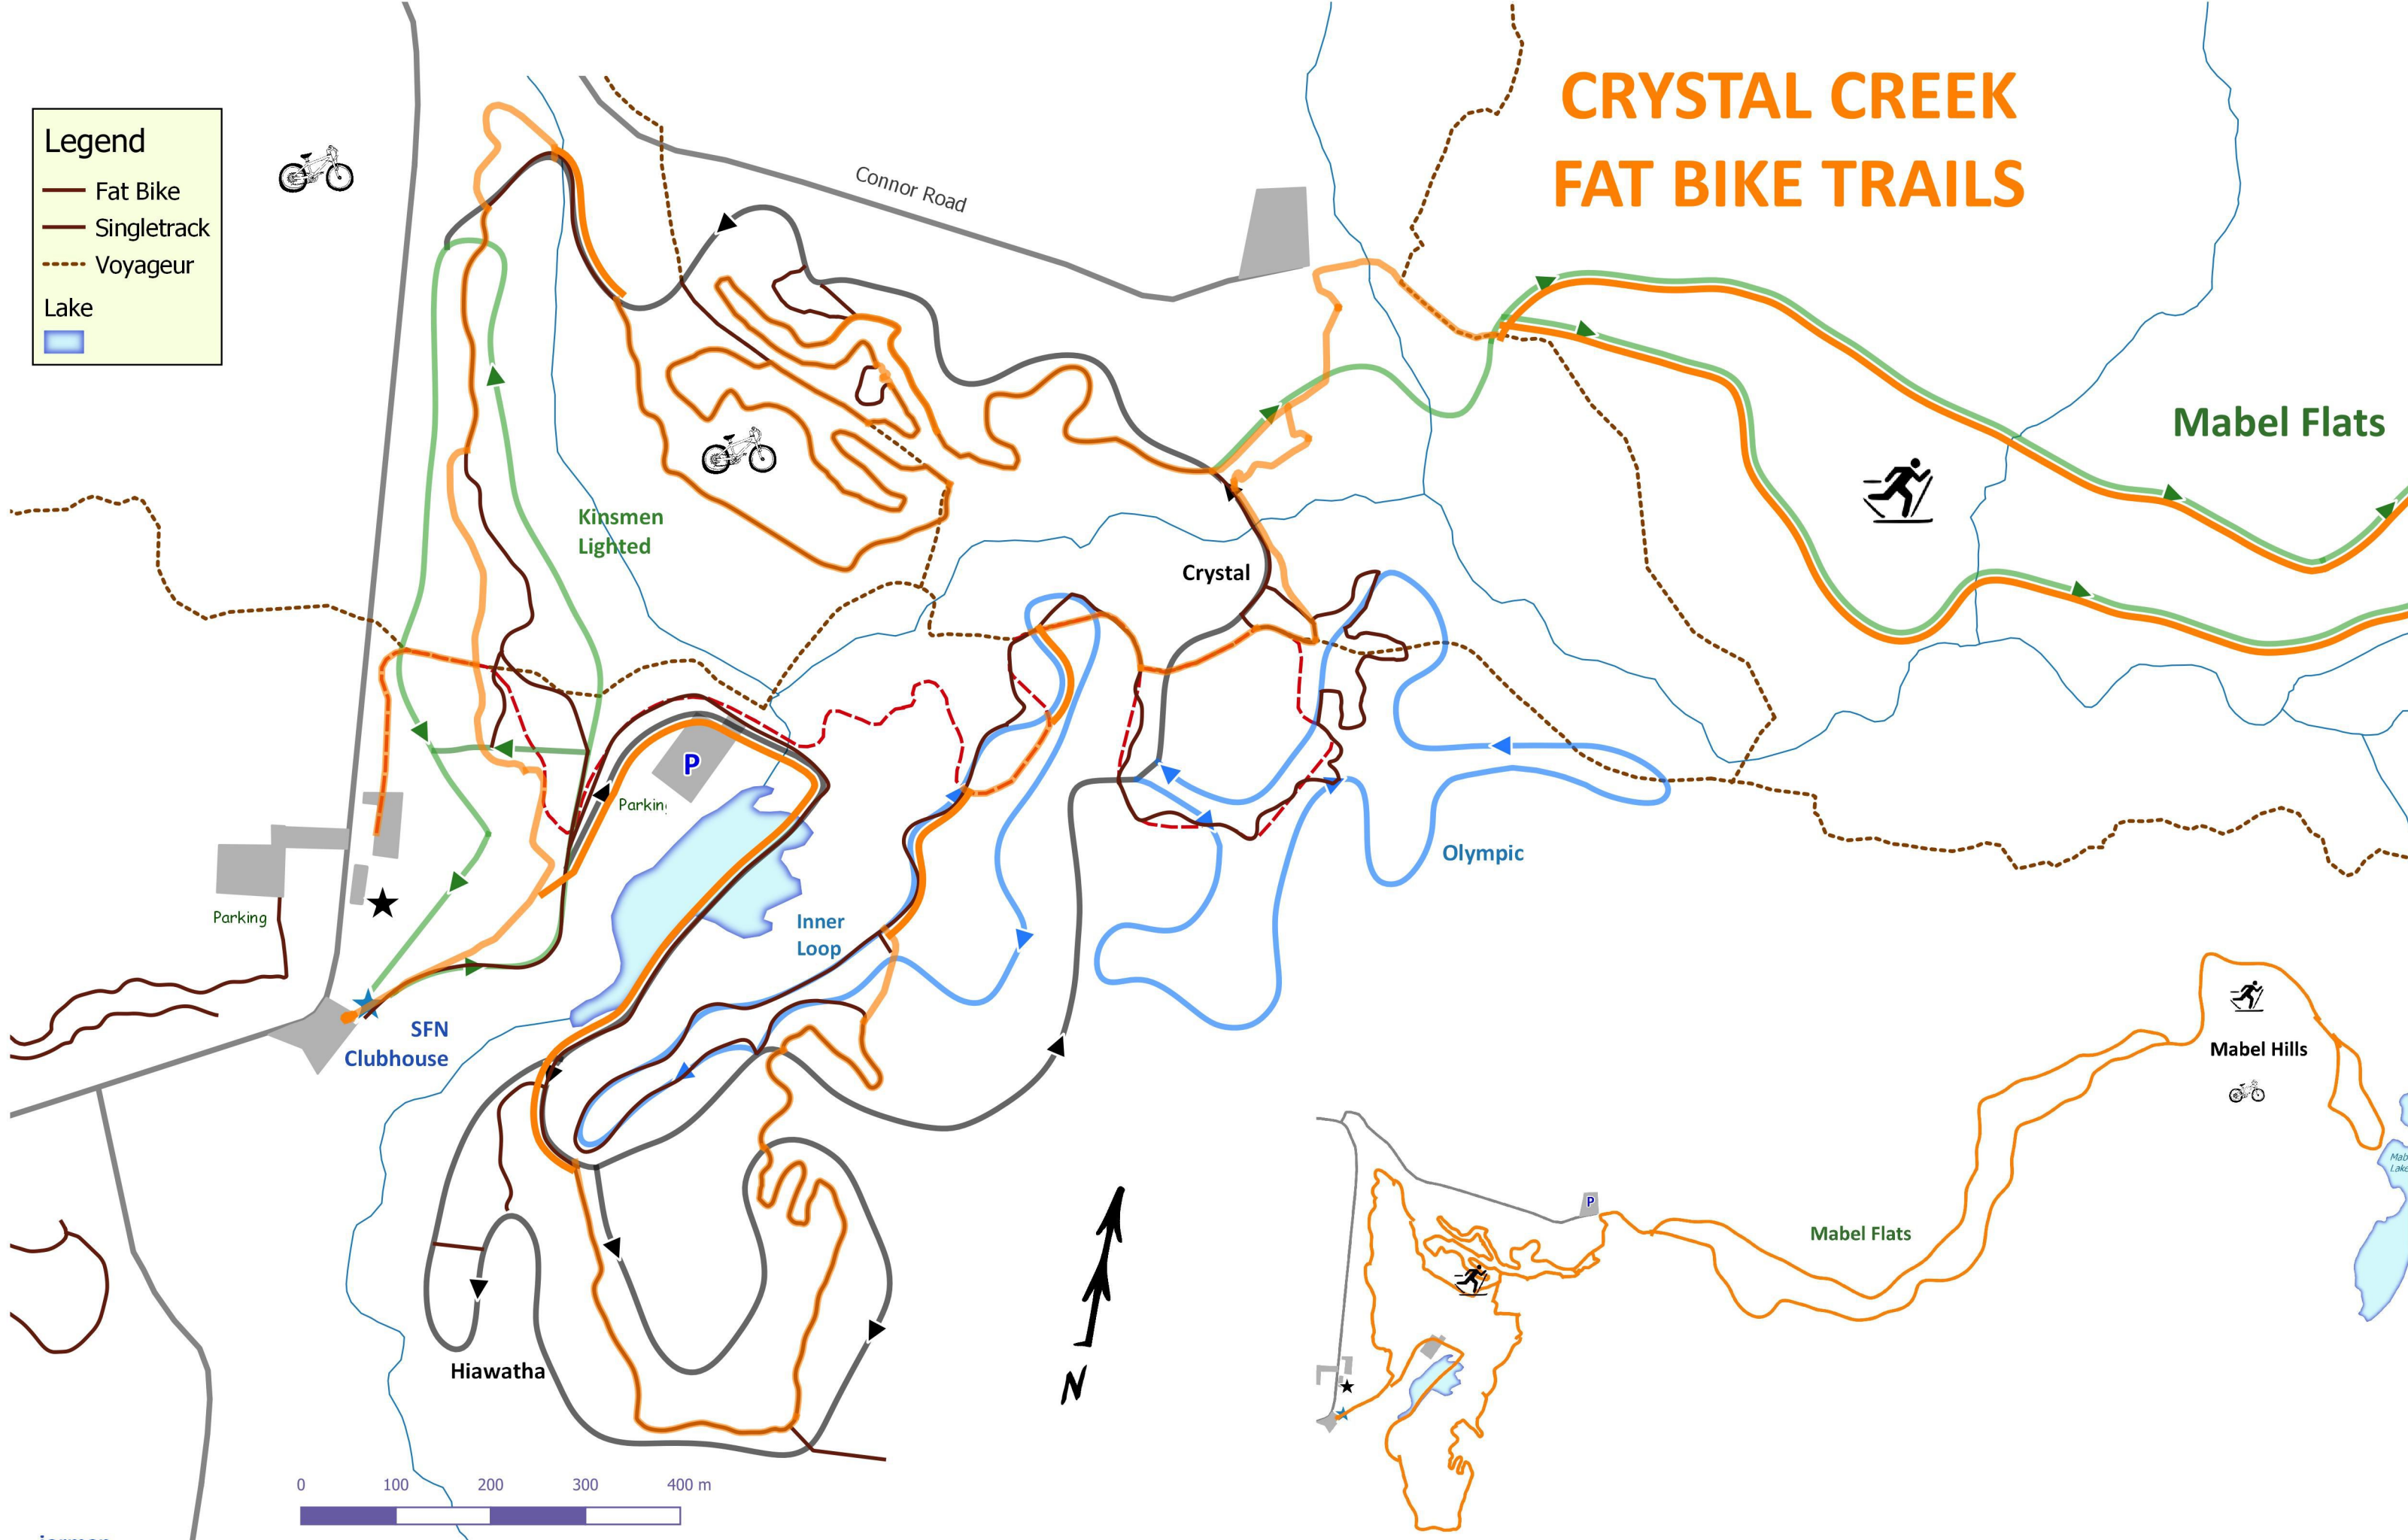 CRYSTAL CREEK
FAT BIKE TRAILS
Legend
Fat Bike
Singletrack
Voyageur
Lake
Connor Road
Mabel Flats
Kinsmen
Lighted
Crystal
P
Parking
Olympic
Parking
Inner
Loop
SFN
Clubhouse
Mabel Hills
P
Mabel Flats
Hiawatha
N
0 100 200 300 400 m